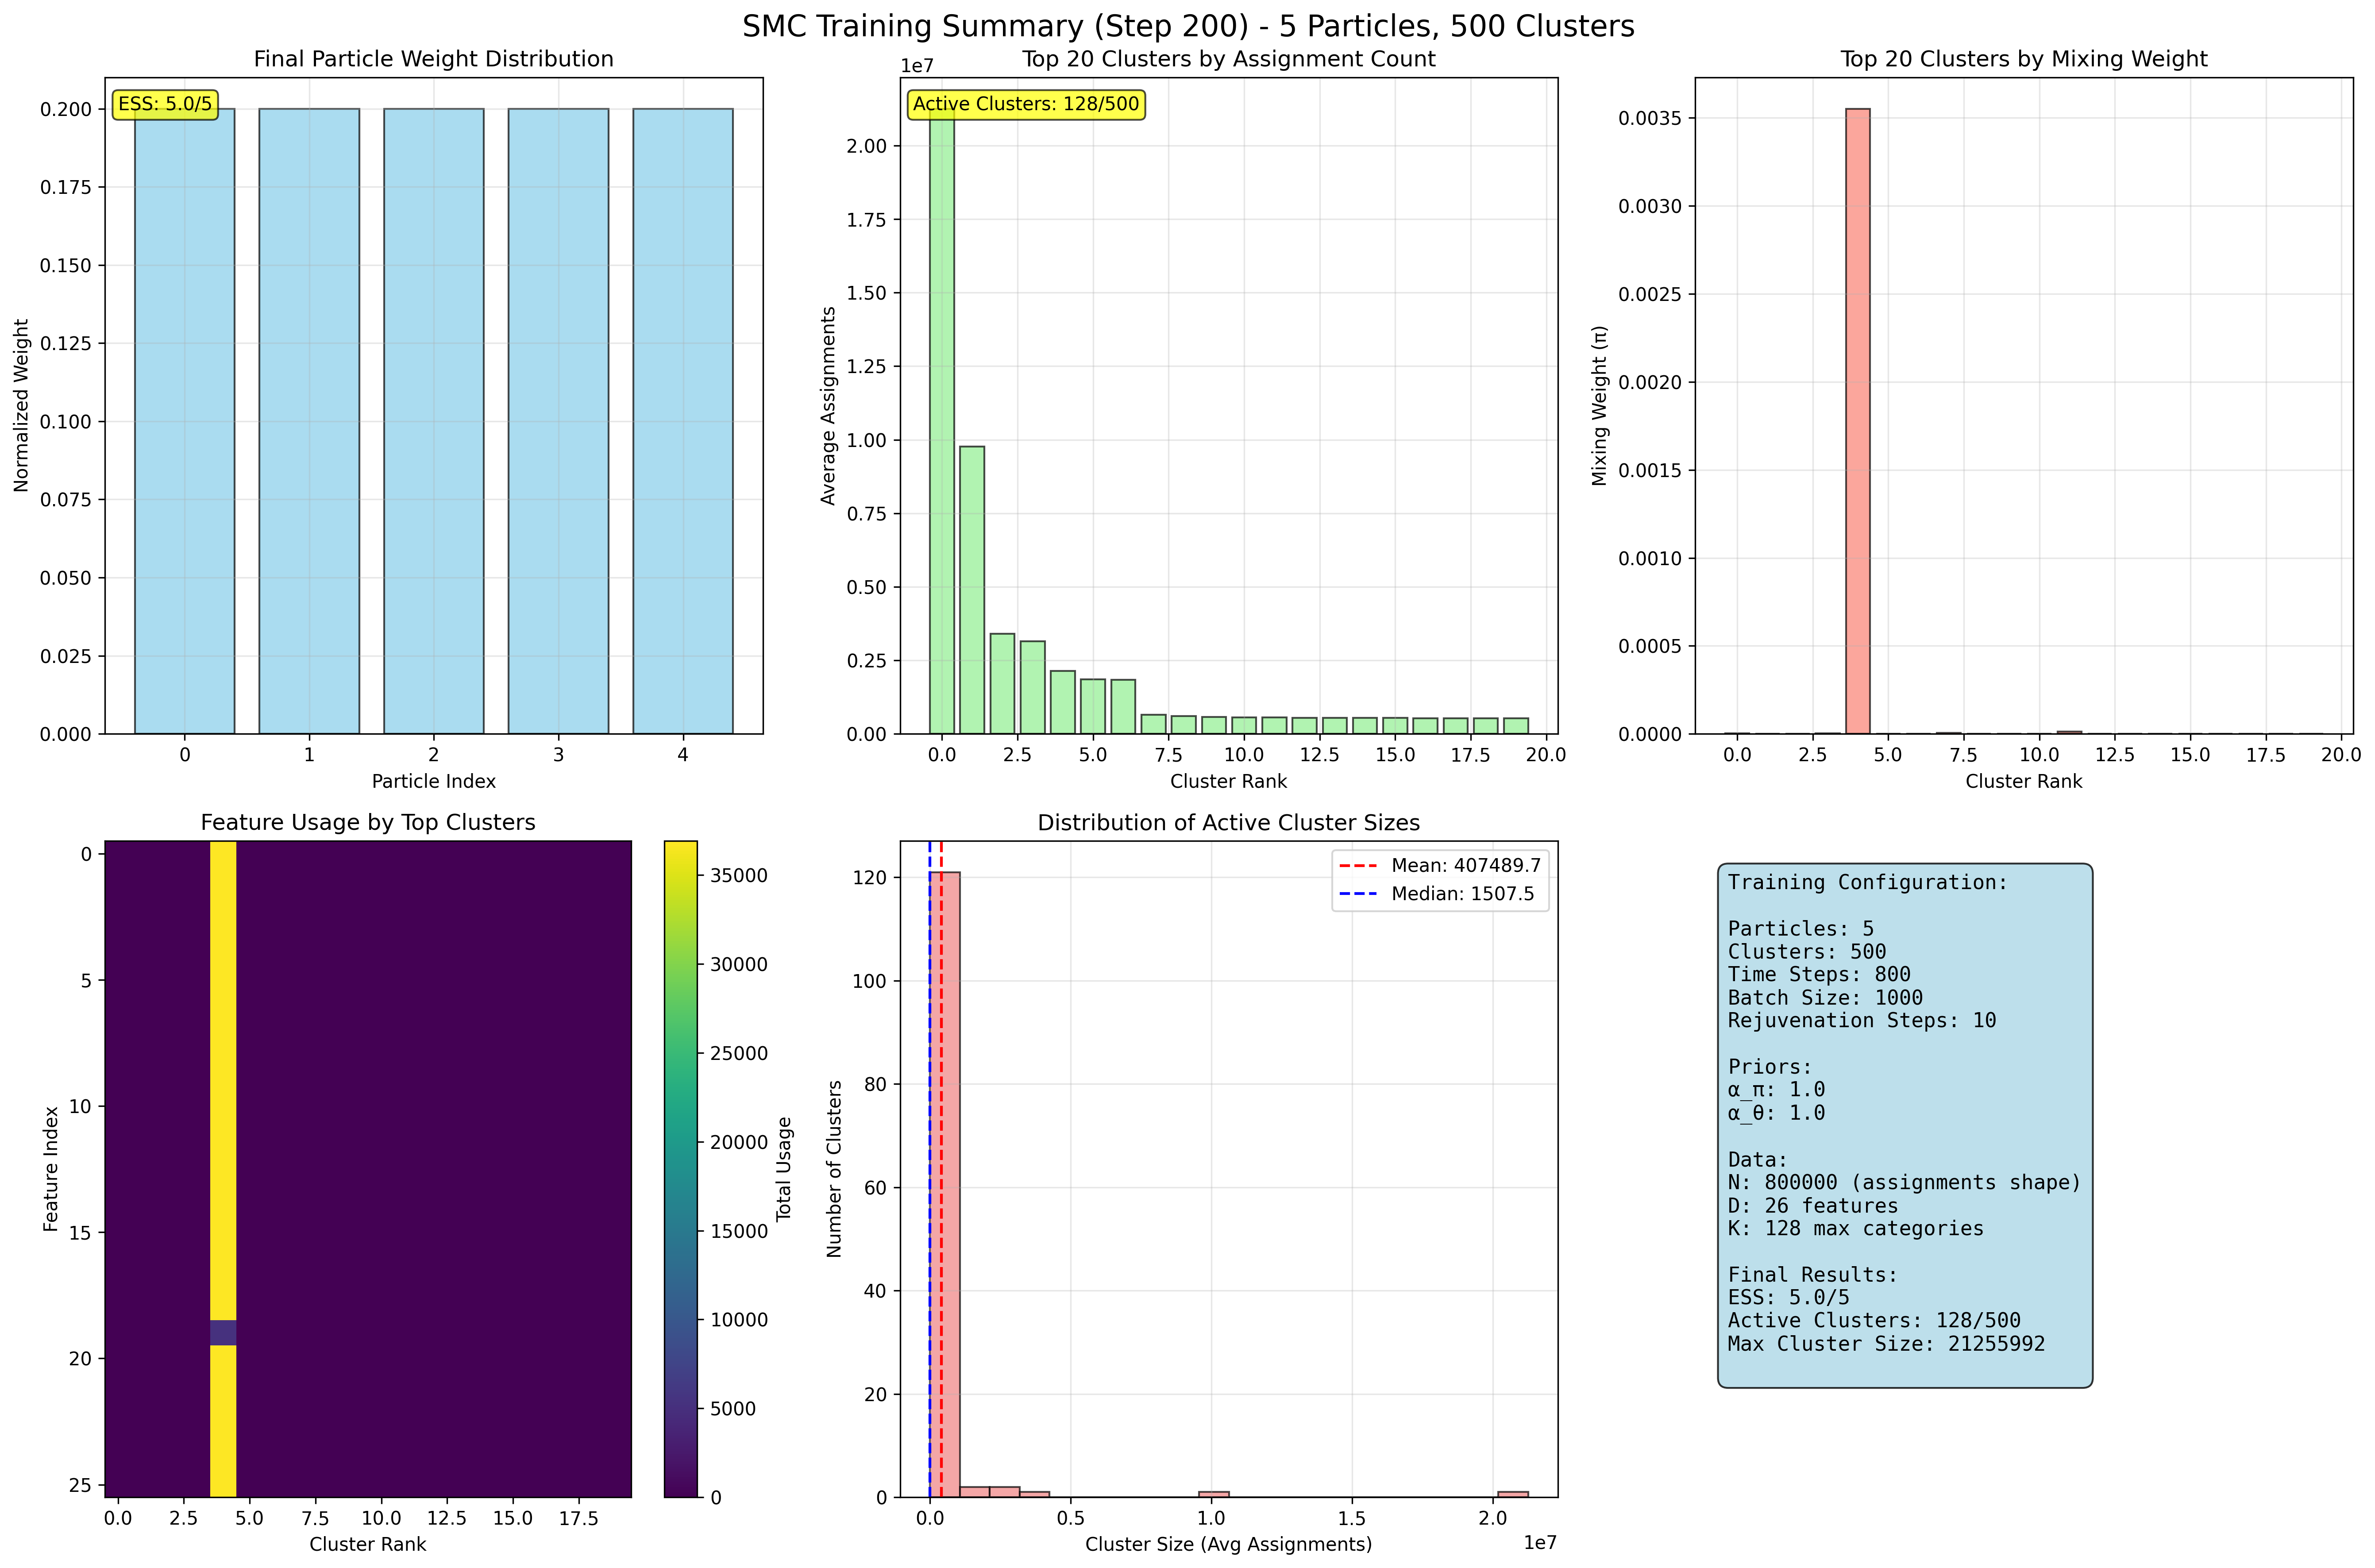 SMC Training Summary (Step 200) - 5 Particles, 500 Clusters
Final Particle Weight Distribution
ESS: 5.0/5
0.200
0.175
0.150
0.125
0.100
0.075
0.050
0.025
0.000
Normalized Weight
0 1 2 3 4
Particle Index
Top 20 Clusters by Assignment Count
1e7
Active Clusters: 128/500
2.00
1.75
1.50
1.25
1.00
0.75
0.50
0.25
0.00
Average Assignments
0.0 2.5 5.0 7.5 10.0 12.5 15.0 17.5 20.0
Cluster Rank
Top 20 Clusters by Mixing Weight
0.0035
0.0030
0.0025
0.0020
0.0015
0.0010
0.0005
0.0000
Mixing Weight (π)
0.0 2.5 5.0 7.5 10.0 12.5 15.0 17.5 20.0
Cluster Rank
Feature Usage by Top Clusters
0
5
10
15
20
25
Feature Index
0.0 2.5 5.0 7.5 10.0 12.5 15.0 17.5
Cluster Rank
35000
30000
25000
20000
15000
10000
5000
0
Total Usage
Distribution of Active Cluster Sizes
Mean: 407489.7
Median: 1507.5
120
100
80
60
40
20
0
Number of Clusters
0.0 0.5 1.0 1.5 2.0
1e7
Cluster Size (Avg Assignments)
Training Configuration:
Particles: 5
Clusters: 500
Time Steps: 800
Batch Size: 1000
Rejuvenation Steps: 10
Priors:
α_π: 1.0
α_θ: 1.0
Data:
N: 800000 (assignments shape)
D: 26 features
K: 128 max categories
Final Results:
ESS: 5.0/5
Active Clusters: 128/500
Max Cluster Size: 21255992